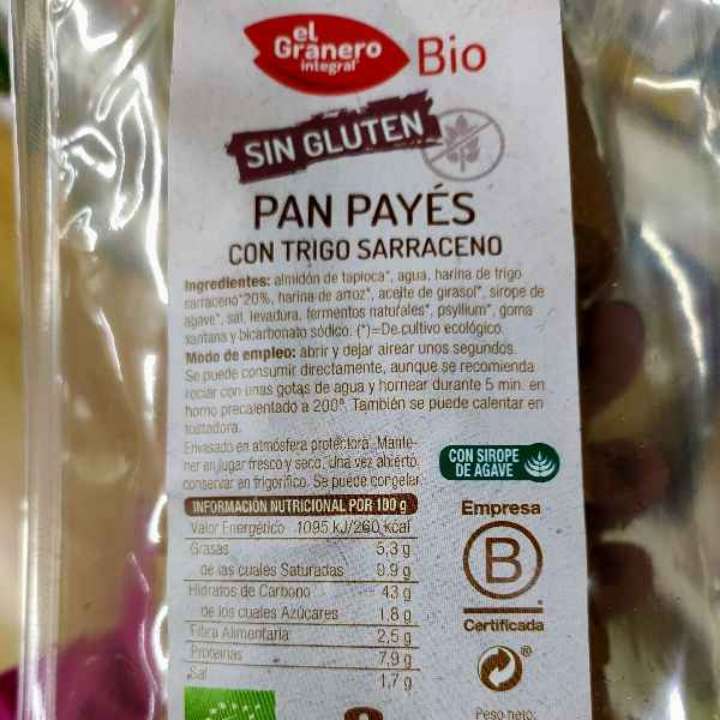 el
Granero
integral
Bio
SIN GLUTEN
PAN PAYÉS
CON TRIGO SARRACENO
Ingredientes: almidón de tapioca*, agua, harina de trigo
sarraceno*20%, harina de arroz*, aceite de girasol*, sirope de
agave*, sal, levadura, fermentos naturales*, psyllium*, goma
xantana y bicarbonato sódico. (*)=De cultivo ecológico.
Modo de empleo: abrir y dejar airear unos segundos.
Se puede consumir directamente, aunque se recomienda
rociar con unas gotas de agua y hornear durante 5 min. en
horno precalentado a 200º. También se puede calentar en
tostadora.
Envasado en atmósfera protectora. Mante-
ner en lugar fresco y seco. Una vez abierto,
conservar en frigorífico. Se puede congelar.
CON SIROPE
DE AGAVE
INFORMACIÓN NUTRICIONAL POR 100 g
Valor Energético 1095 kJ/260 kcal
Grasas 5,3 g
de las cuales Saturadas 0.9 g
Hidratos de Carbono 43 g
de los cuales Azúcares 1.8 g
Fibra Alimentaria 2,5 g
Proteínas 7,9 g
Sal 1,7 g
Empresa
B
Certificada
Peso neto: